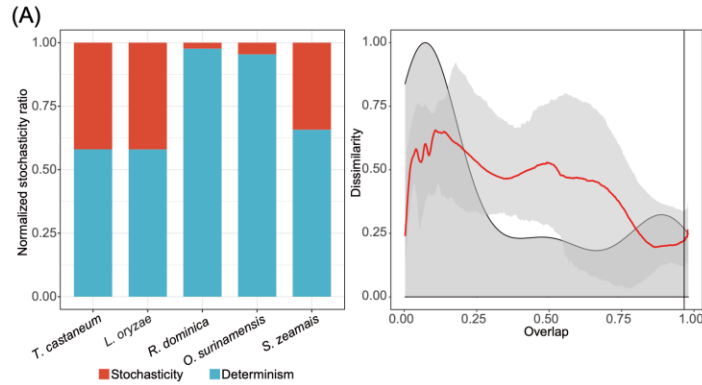 (A)
Normalized stochasticity ratio
1.00
0.75
0.50
0.25
0.00
T. castaneum
L. oryzae
R. dominica
O. surinamensis
S. zeamais
Stochasticity
Determinism
Dissimilarity
1.00
0.75
0.50
0.25
0.00
0.00
0.25
0.50
0.75
1.00
Overlap